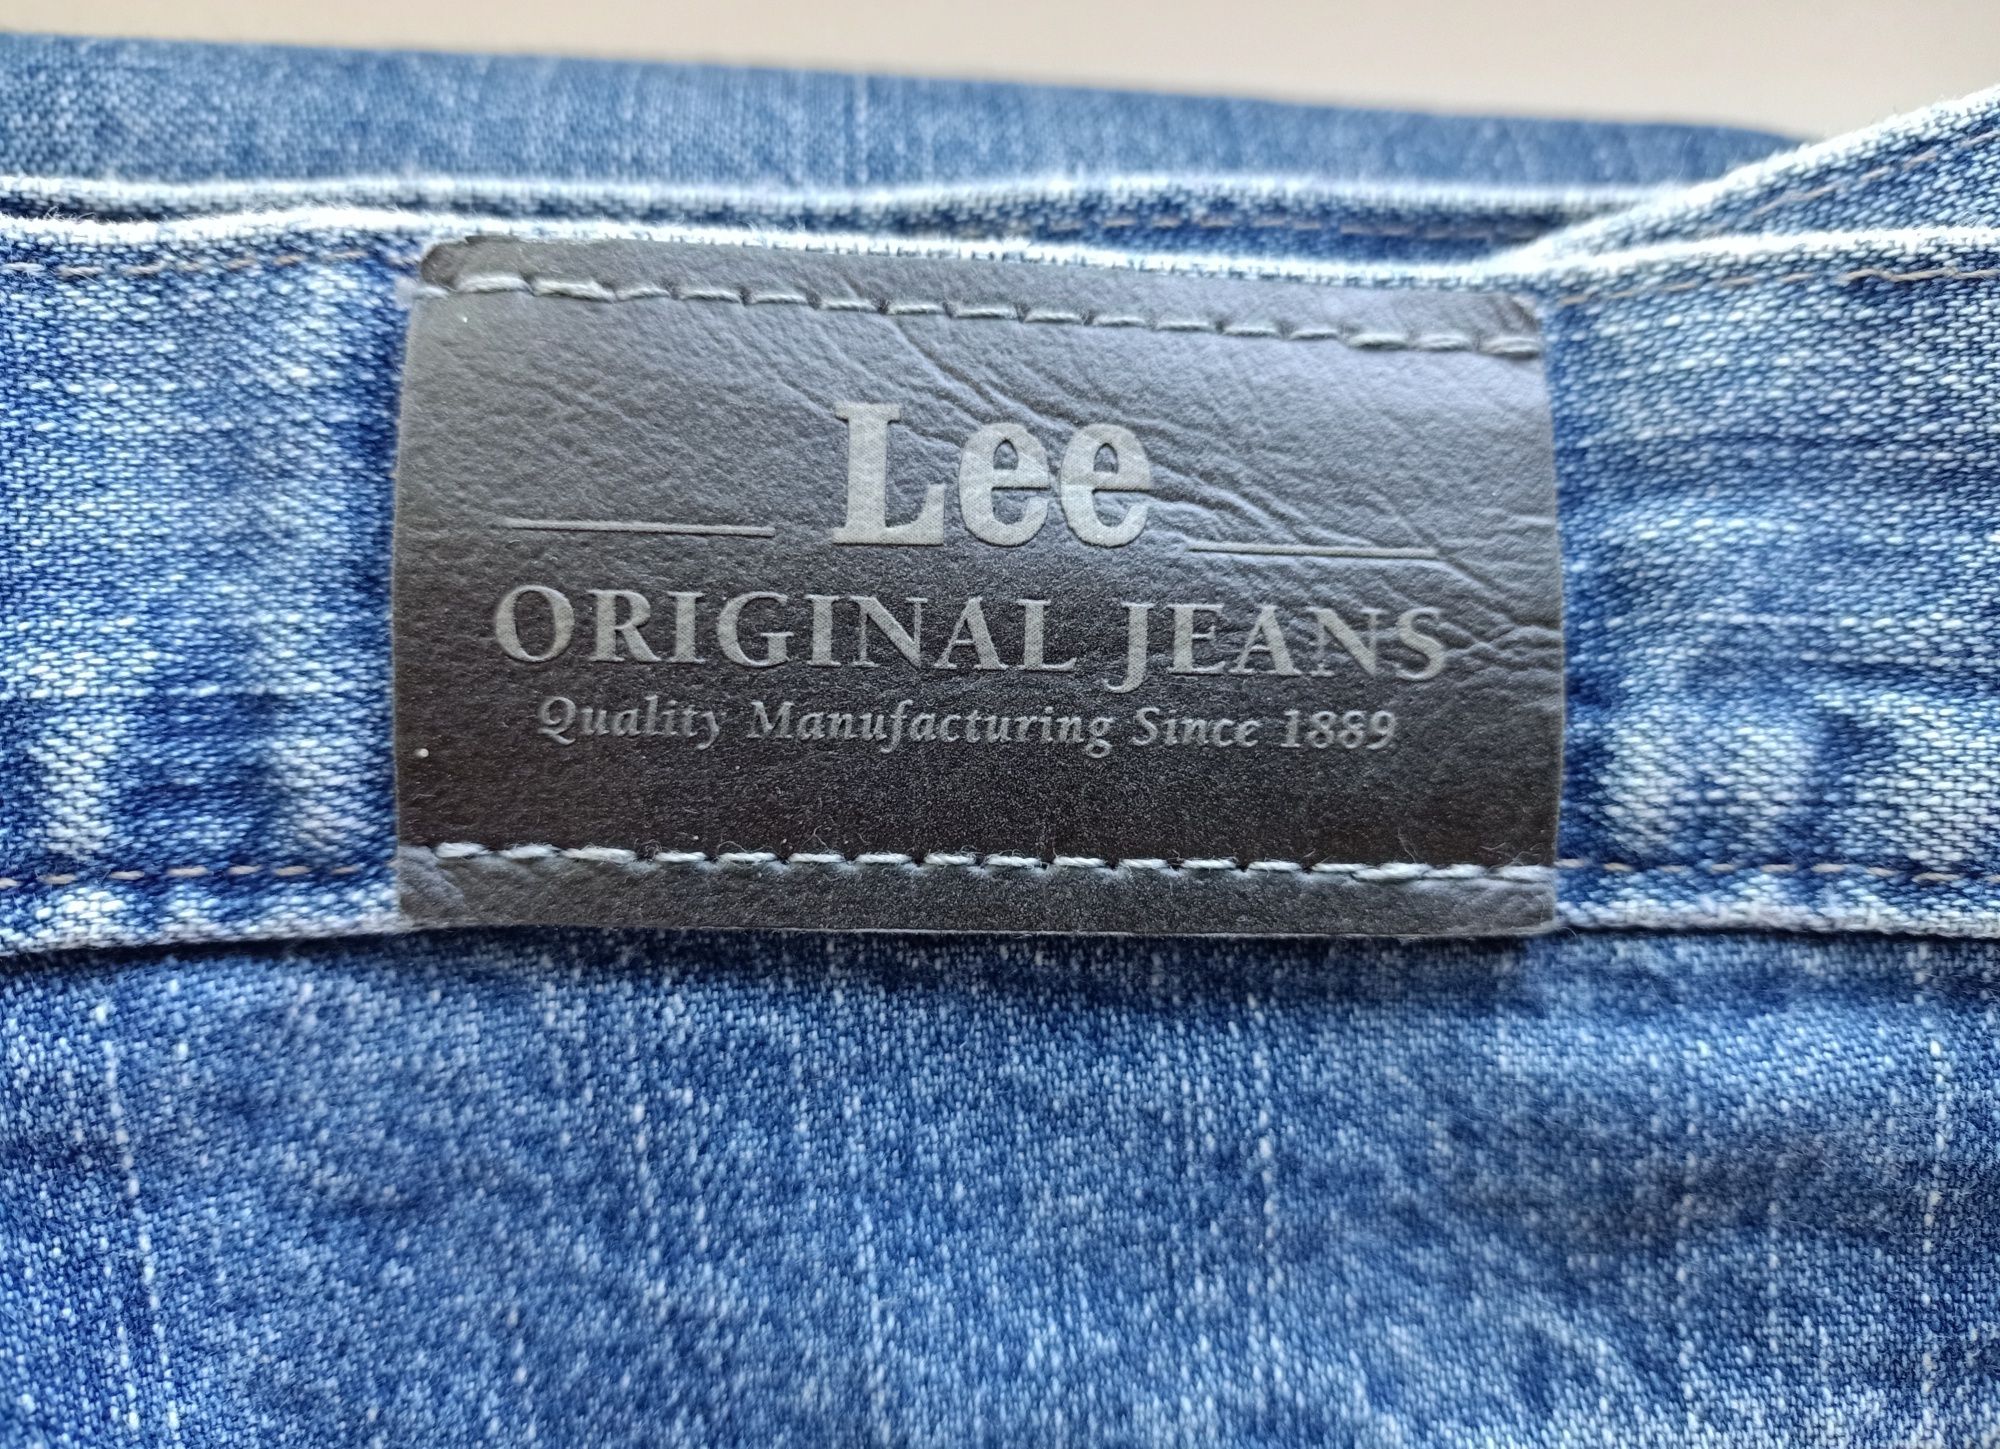 Lee
ORIGINAL JEANS
Quality Manufacturing Since 1889